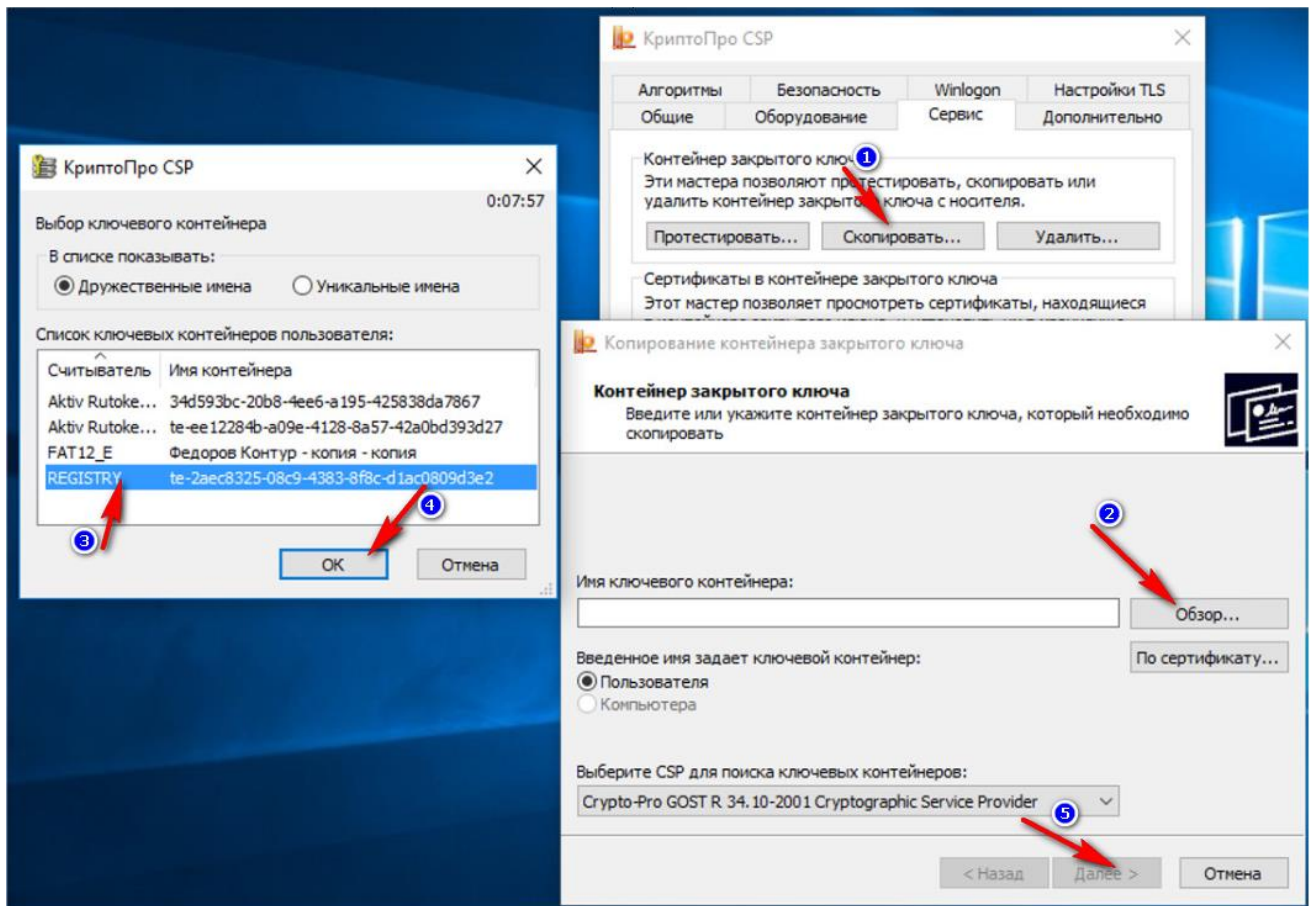 КриптоПро CSP
Алгоритмы Безопасность Winlogon Настройки TLS
Общие Оборудование Сервис Дополнительно
Контейнер закрытого ключа
1
Эти мастера позволяют протестировать, скопировать или
удалить контейнер закрытого ключа с носителя.
Протестировать... Скопировать... Удалить...
Сертификаты в контейнере закрытого ключа
Этот мастер позволяет просмотреть сертификаты, находящиеся
КриптоПро CSP
0:07:57
Выбор ключевого контейнера
В списке показывать:
Дружественные имена Уникальные имена
Список ключевых контейнеров пользователя:
Считыватель Имя контейнера
Aktiv Rutoke... 34d593bc-20b8-4ee6-a195-425838da7867
Aktiv Rutoke... te-ee12284b-a09e-4128-8a57-42a0bd393d27
FAT12_E Федоров Контур - копия - копия
REGISTRY te-2aec8325-08c9-4383-8f8c-d1ac0809d3e2
4
3
OK Отмена
Копирование контейнера закрытого ключа
Контейнер закрытого ключа
Введите или укажите контейнер закрытого ключа, который необходимо
скопировать
2
Имя ключевого контейнера:
Обзор...
Введенное имя задает ключевой контейнер:
По сертификату...
Пользователя
Компьютера
Выберите CSP для поиска ключевых контейнеров:
Crypto-Pro GOST R 34.10-2001 Cryptographic Service Provider
5
< Назад Далее > Отмена